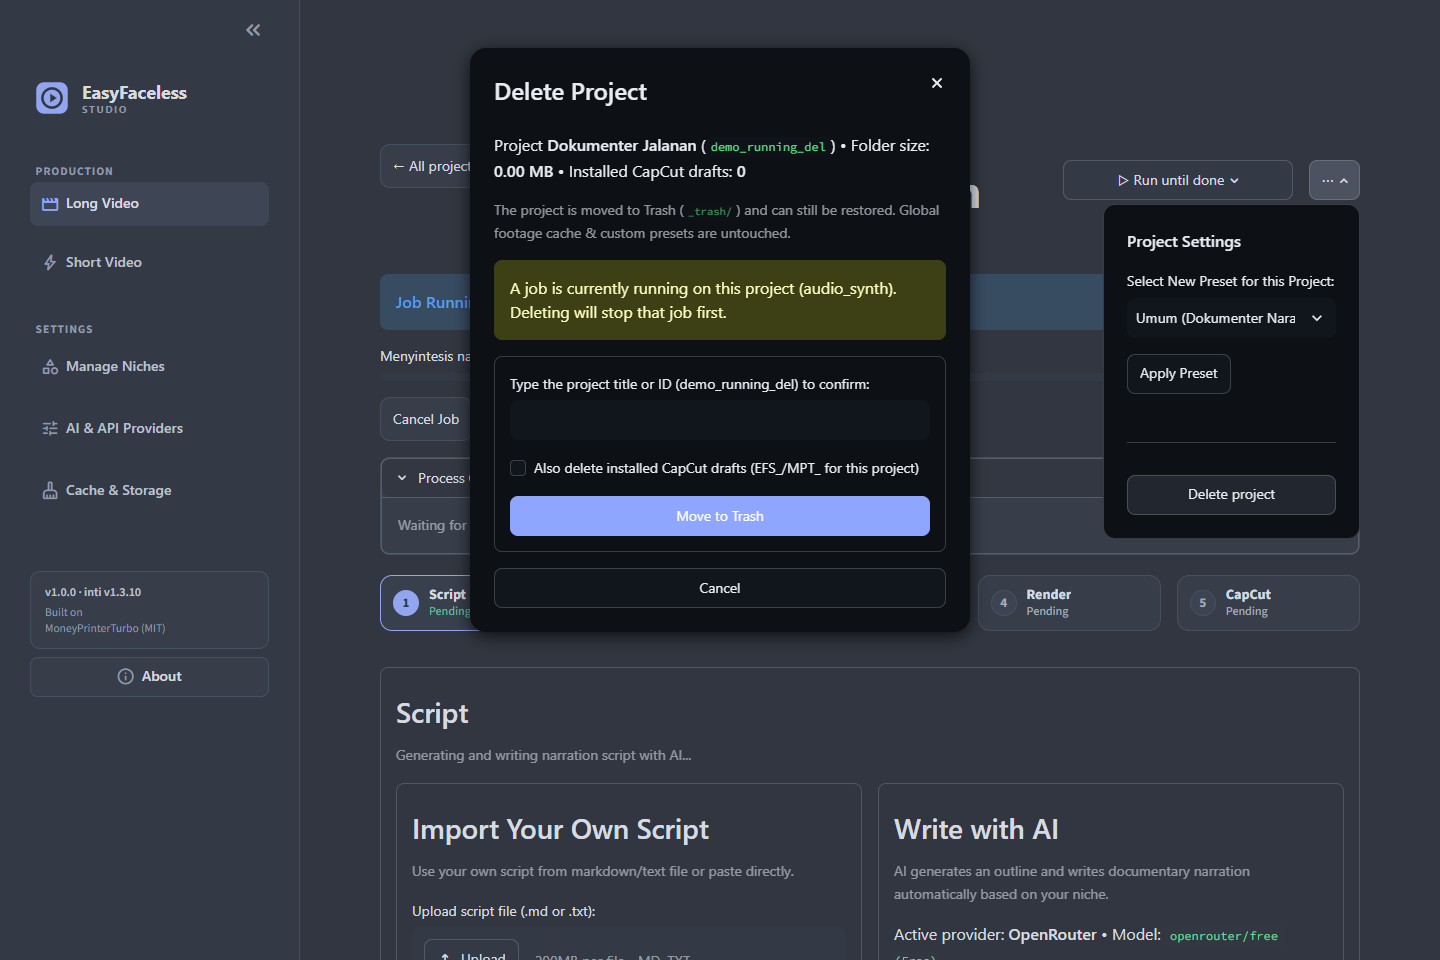 EasyFaceless
STUDIO
PRODUCTION
Long Video
Short Video
SETTINGS
Manage Niches
AI & API Providers
Cache & Storage
v1.0.0 · inti v1.3.10
Built on
MoneyPrinterTurbo (MIT)
About
← All project
Run until done
···
Job Runni
Menyintesis na
Cancel Job
Process
Waiting for
Delete Project
Project Dokumenter Jalanan ( demo_running_del ) • Folder size:
0.00 MB • Installed CapCut drafts: 0
The project is moved to Trash ( _trash/ ) and can still be restored. Global
footage cache & custom presets are untouched.
A job is currently running on this project (audio_synth).
Deleting will stop that job first.
Type the project title or ID (demo_running_del) to confirm:
Also delete installed CapCut drafts (EFS_/MPT_ for this project)
Move to Trash
Cancel
Project Settings
Select New Preset for this Project:
Umum (Dokumenter Nara
Apply Preset
Delete project
1
Script
Pending
4
Render
Pending
5
CapCut
Pending
Script
Generating and writing narration script with AI...
Import Your Own Script
Use your own script from markdown/text file or paste directly.
Upload script file (.md or .txt):
Upload
200MB per file · MD, TXT
Write with AI
AI generates an outline and writes documentary narration
automatically based on your niche.
Active provider: OpenRouter • Model: openrouter/free
(Free)